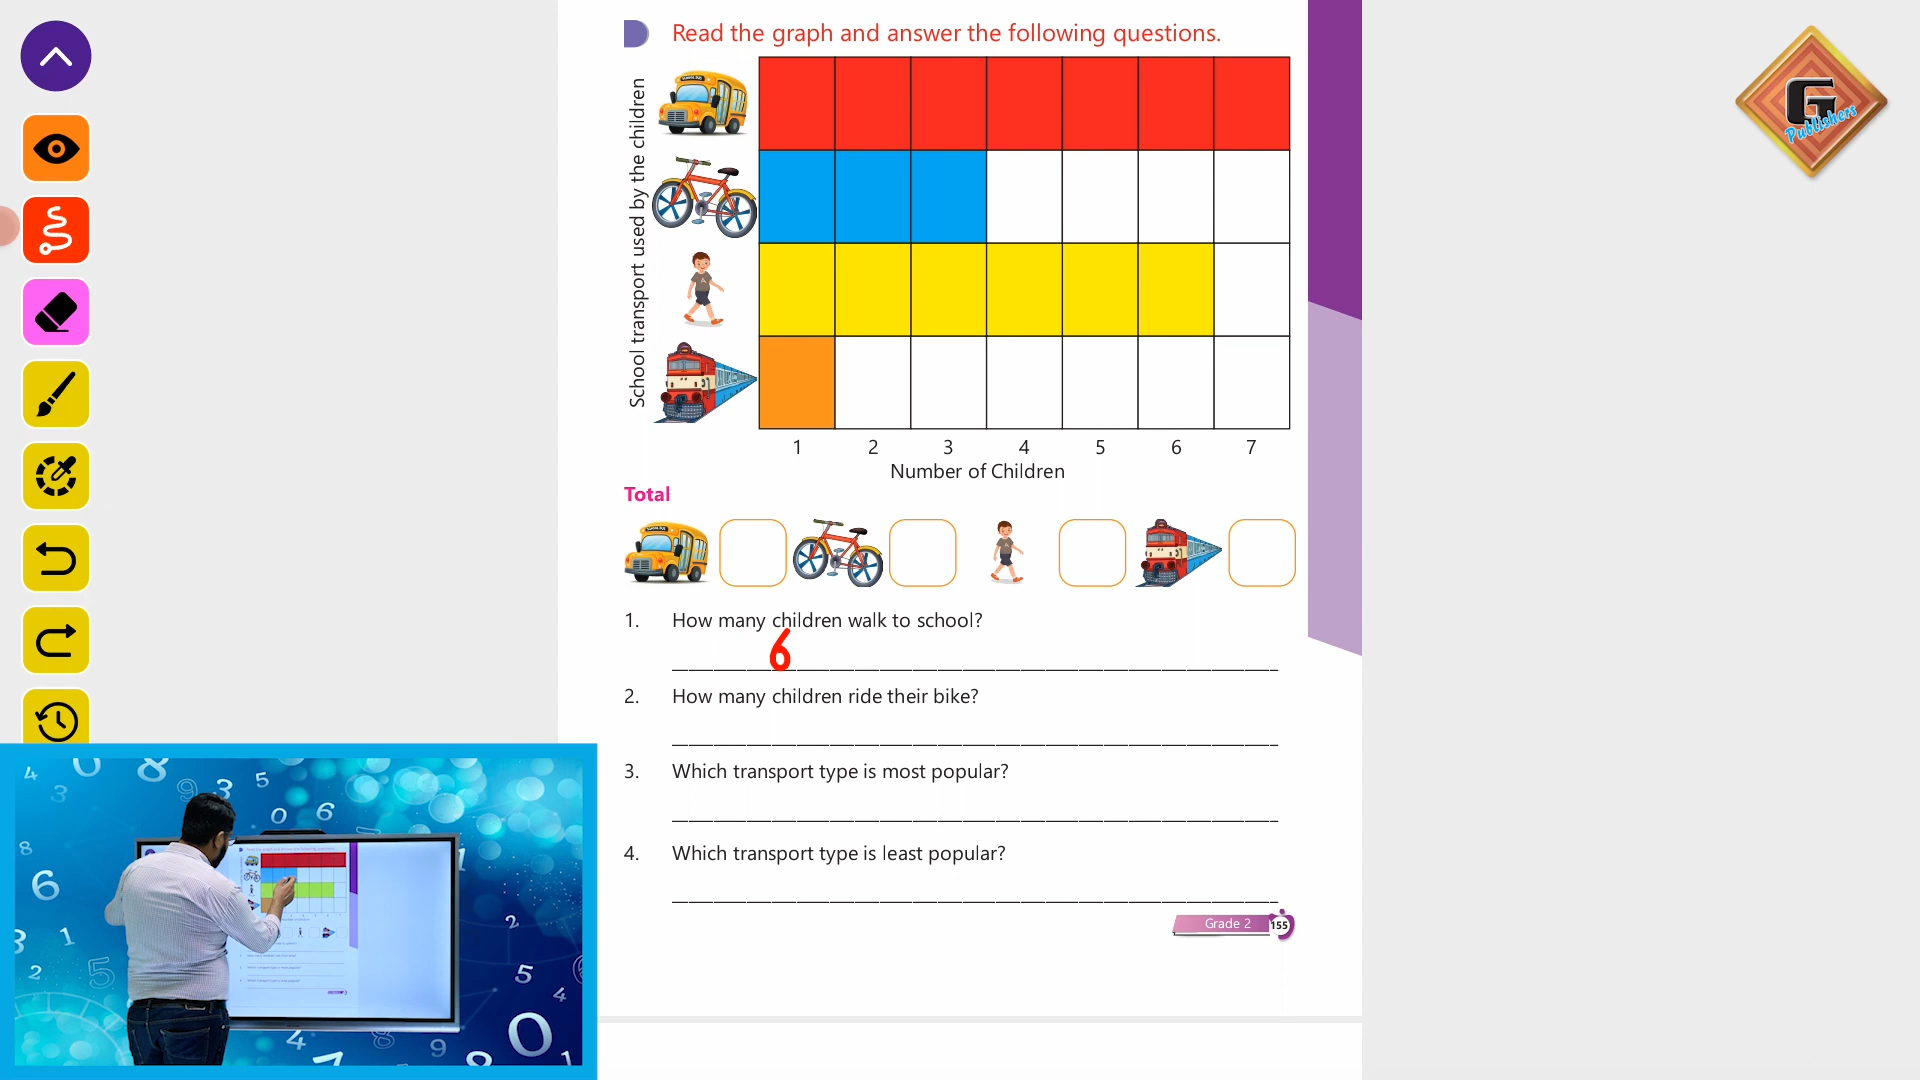 Read the graph and answer the following questions.
School transport used by the children
SCHOOL BUS
1 2 3 4 5 6 7
Number of Children
Total
1. How many children walk to school?
6
2. How many children ride their bike?
3. Which transport type is most popular?
4. Which transport type is least popular?
Grade 2 155
G
Publishers